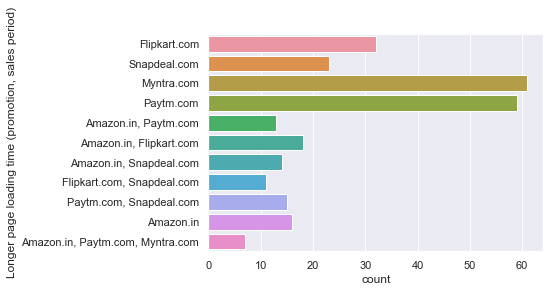 Longer page loading time (promotion, sales period)
Flipkart.com
Snapdeal.com
Myntra.com
Paytm.com
Amazon.in, Paytm.com
Amazon.in, Flipkart.com
Amazon.in, Snapdeal.com
Flipkart.com, Snapdeal.com
Paytm.com, Snapdeal.com
Amazon.in
Amazon.in, Paytm.com, Myntra.com
0 10 20 30 40 50 60
count